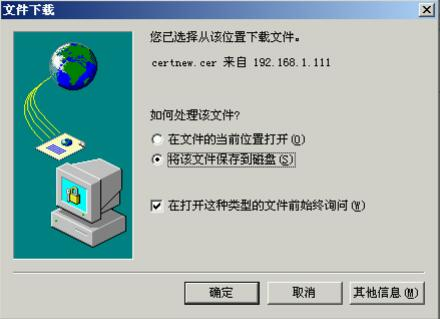 文件下载
您已选择从该位置下载文件。
certnew.cer 来自 192.168.1.111
如何处理该文件?
在文件的当前位置打开(O)
将该文件保存到磁盘(S)
在打开这种类型的文件前始终询问(W)
确定
取消
其他信息(M)